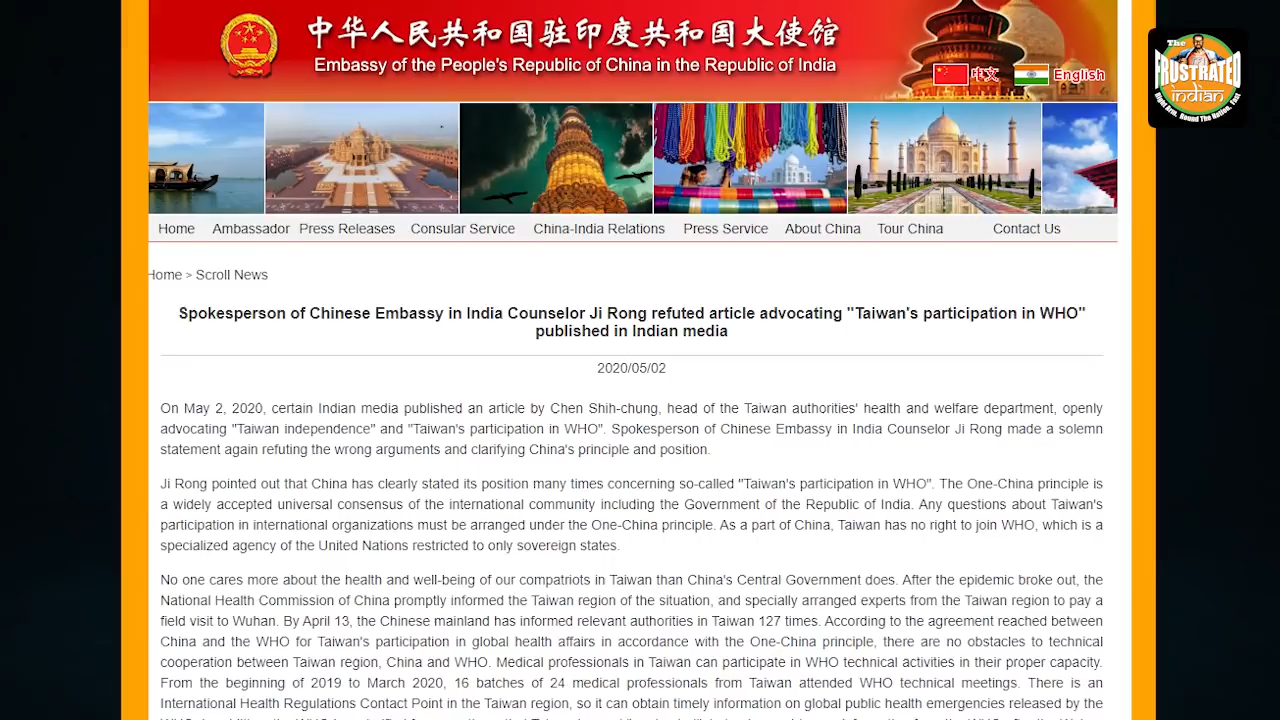 中华人民共和国驻印度共和国大使馆
Embassy of the People's Republic of China in the Republic of India
中文 English
The
FRUSTRATED
indian
Home Ambassador Press Releases Consular Service China-India Relations Press Service About China Tour China Contact Us
Home > Scroll News
Spokesperson of Chinese Embassy in India Counselor Ji Rong refuted article advocating "Taiwan's participation in WHO"
published in Indian media
2020/05/02
On May 2, 2020, certain Indian media published an article by Chen Shih-chung, head of the Taiwan authorities' health and welfare department, openly
advocating "Taiwan independence" and "Taiwan's participation in WHO". Spokesperson of Chinese Embassy in India Counselor Ji Rong made a solemn
statement again refuting the wrong arguments and clarifying China's principle and position.
Ji Rong pointed out that China has clearly stated its position many times concerning so-called "Taiwan's participation in WHO". The One-China principle is
a widely accepted universal consensus of the international community including the Government of the Republic of India. Any questions about Taiwan's
participation in international organizations must be arranged under the One-China principle. As a part of China, Taiwan has no right to join WHO, which is a
specialized agency of the United Nations restricted to only sovereign states.
No one cares more about the health and well-being of our compatriots in Taiwan than China's Central Government does. After the epidemic broke out, the
National Health Commission of China promptly informed the Taiwan region of the situation, and specially arranged experts from the Taiwan region to pay a
field visit to Wuhan. By April 13, the Chinese mainland has informed relevant authorities in Taiwan 127 times. According to the agreement reached between
China and the WHO for Taiwan's participation in global health affairs in accordance with the One-China principle, there are no obstacles to technical
cooperation between Taiwan region, China and WHO. Medical professionals in Taiwan can participate in WHO technical activities in their proper capacity.
From the beginning of 2019 to March 2020, 16 batches of 24 medical professionals from Taiwan attended WHO technical meetings. There is an
International Health Regulations Contact Point in the Taiwan region, so it can obtain timely information on global public health emergencies released by the